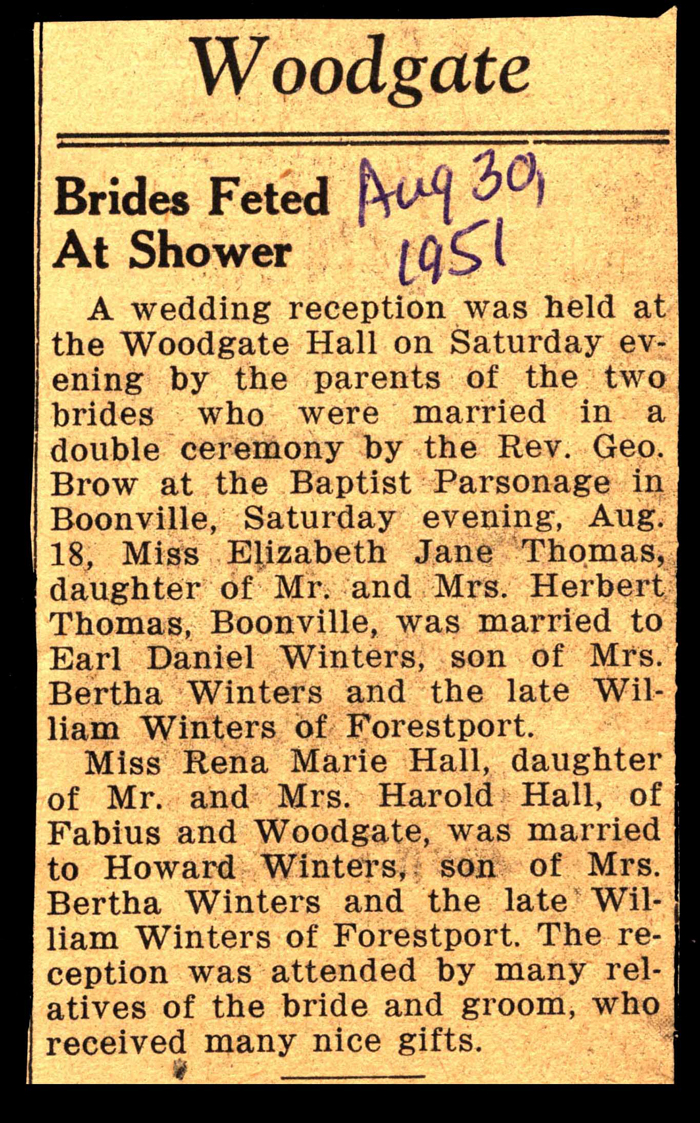 Woodgate
Brides Feted
At Shower
Aug 30,
1951
A wedding reception was held at
the Woodgate Hall on Saturday ev-
ening by the parents of the two
brides who were married in a
double ceremony by the Rev. Geo.
Brow at the Baptist Parsonage in
Boonville, Saturday evening, Aug.
18, Miss Elizabeth Jane Thomas,
daughter of Mr. and Mrs. Herbert
Thomas, Boonville, was married to
Earl Daniel Winters, son of Mrs.
Bertha Winters and the late Wil-
liam Winters of Forestport.
Miss Rena Marie Hall, daughter
of Mr. and Mrs. Harold Hall, of
Fabius and Woodgate, was married
to Howard Winters, son of Mrs.
Bertha Winters and the late Wil-
liam Winters of Forestport. The re-
ception was attended by many rel-
atives of the bride and groom, who
received many nice gifts.